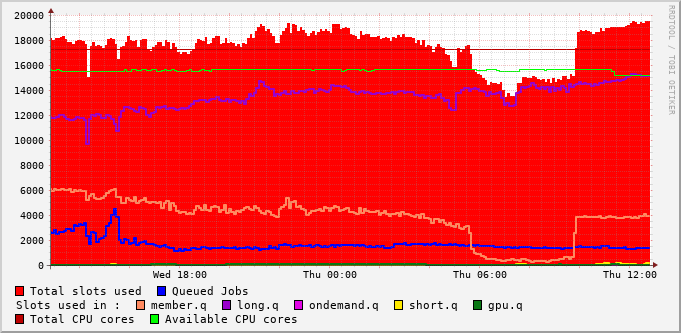 20000
18000
16000
14000
12000
10000
8000
6000
4000
2000
0
Wed 18:00 Thu 00:00 Thu 06:00 Thu 12:00
RRDTOOL / TOBI OETIKER
Total slots used Queued Jobs
Slots used in : member.q long.q ondemand.q short.q gpu.q
Total CPU cores Available CPU cores